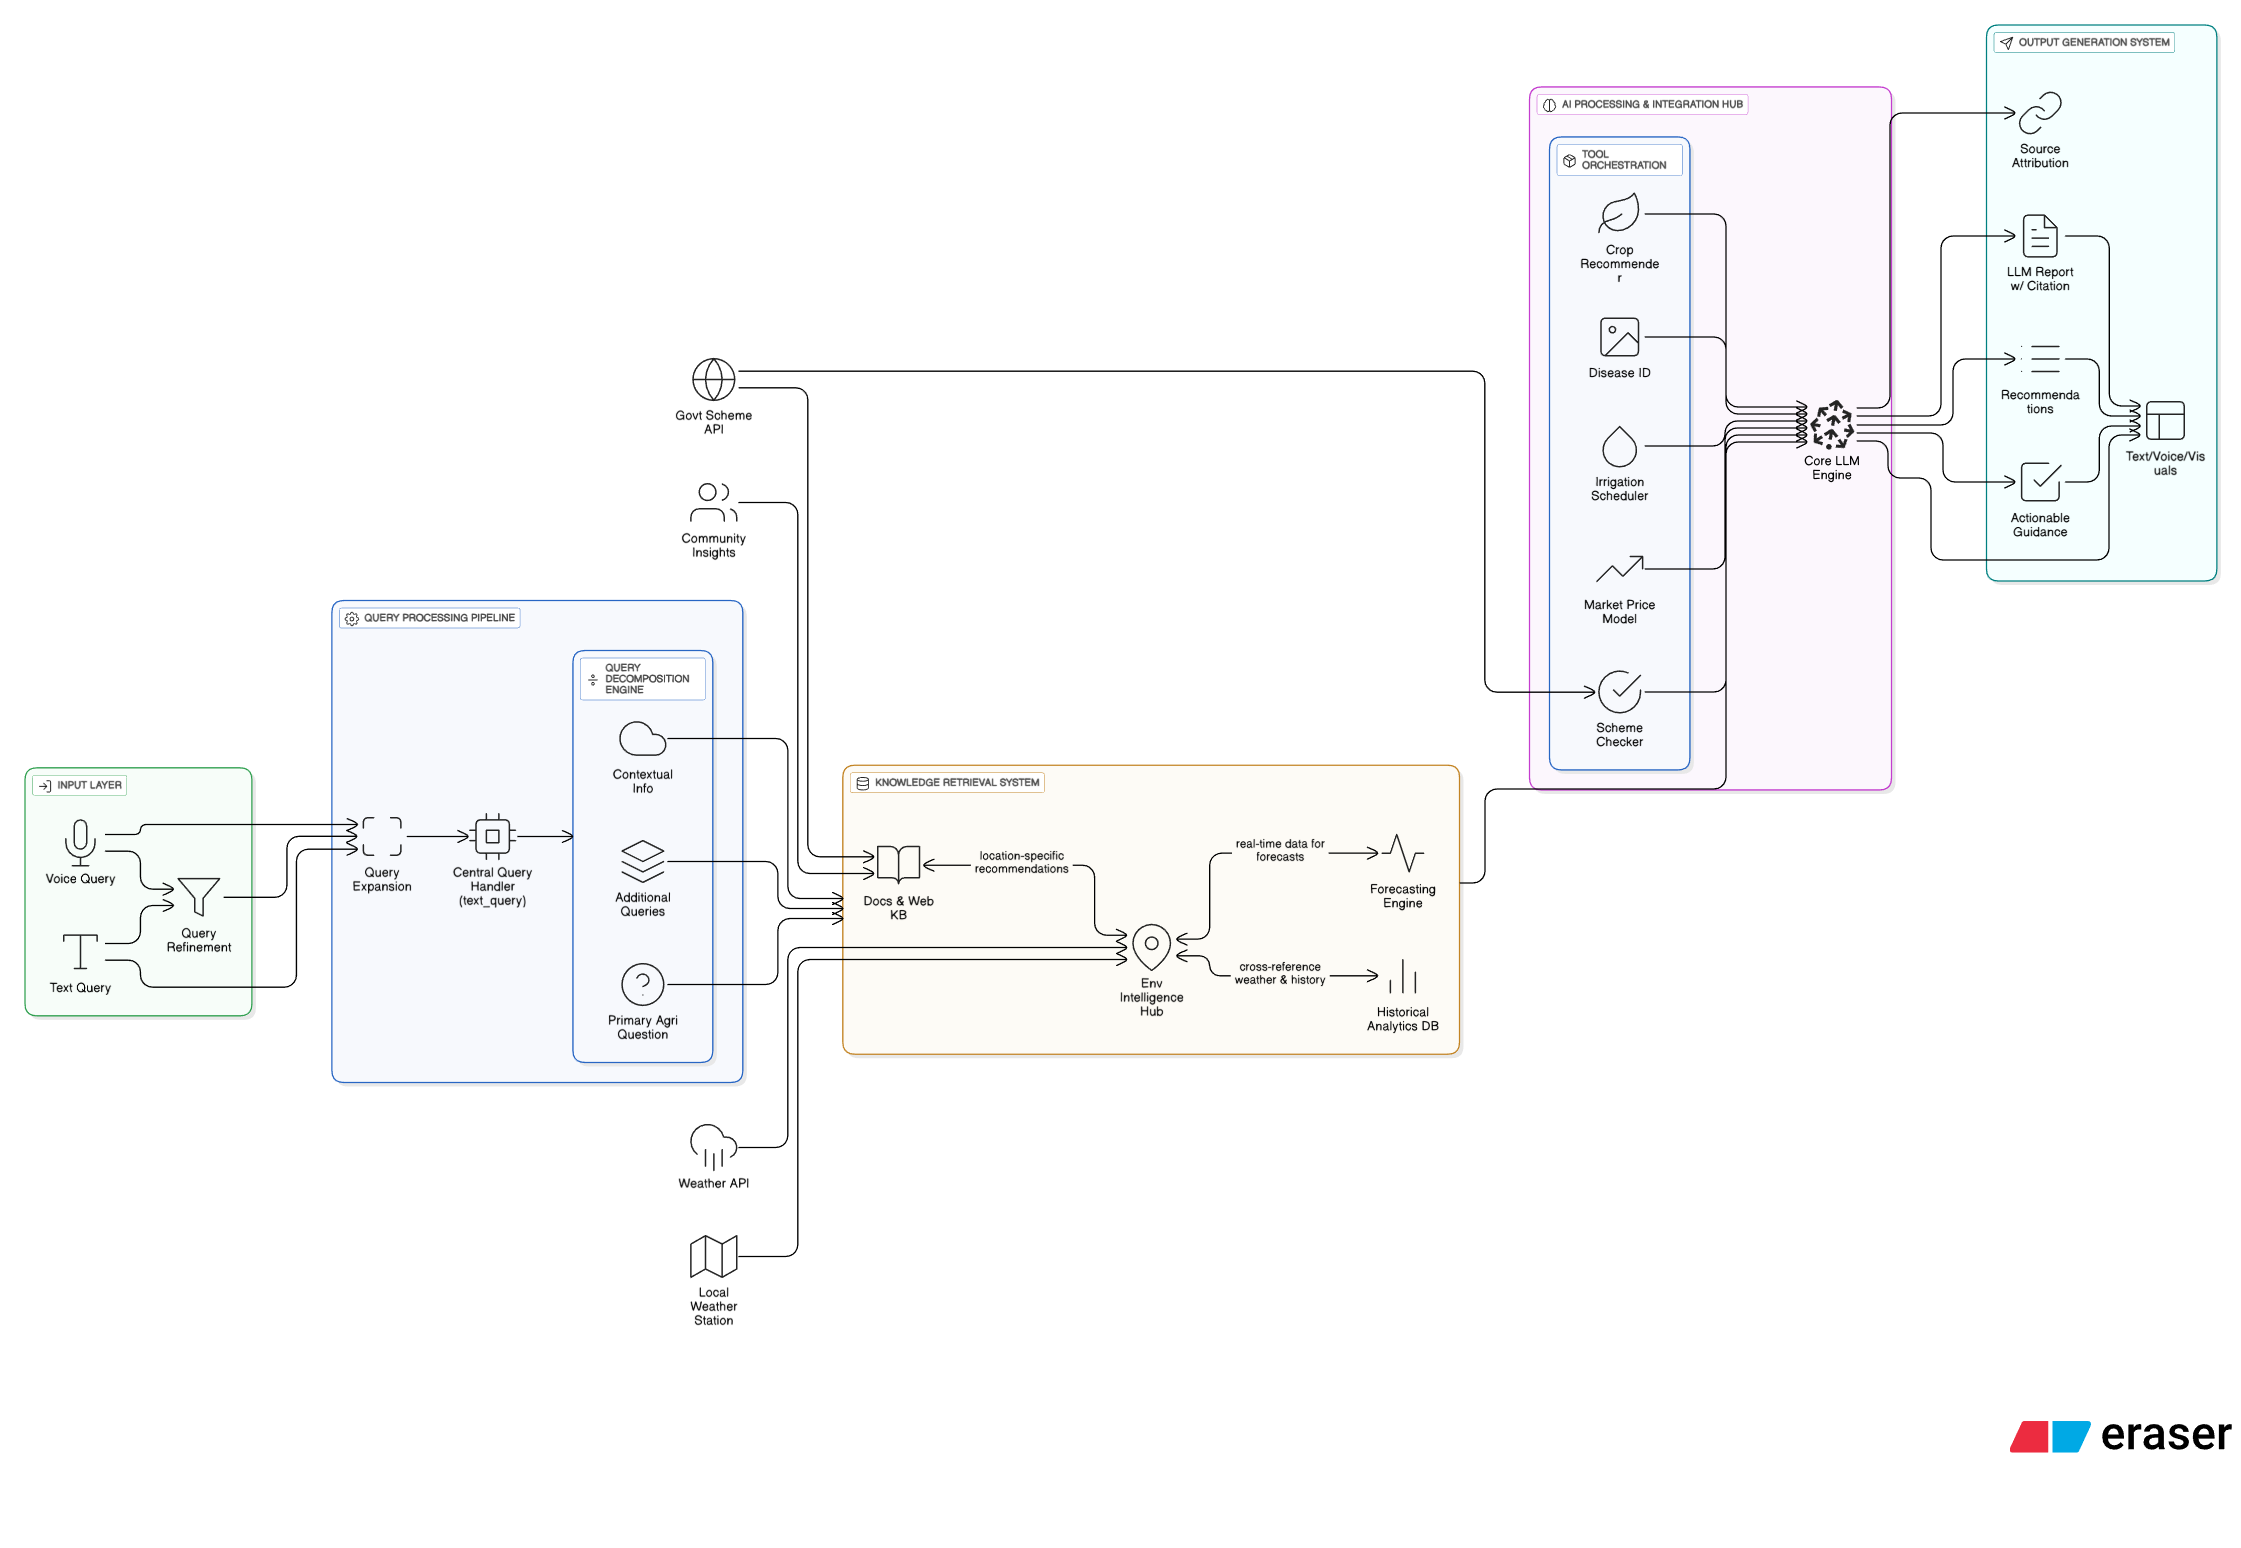 OUTPUT GENERATION SYSTEM
Source
Attribution
LLM Report
w/ Citation
Recommenda
tions
Actionable
Guidance
Text/Voice/Vis
uals
AI PROCESSING & INTEGRATION HUB
TOOL
ORCHESTRATION
Crop
Recommende
r
Disease ID
Irrigation
Scheduler
Market Price
Model
Scheme
Checker
Core LLM
Engine
Govt Scheme
API
Community
Insights
QUERY PROCESSING PIPELINE
QUERY
DECOMPOSITION
ENGINE
Contextual
Info
Additional
Queries
Primary Agri
Question
Query
Expansion
Central Query
Handler
(text_query)
INPUT LAYER
Voice Query
Query
Refinement
Text Query
KNOWLEDGE RETRIEVAL SYSTEM
Docs & Web
KB
location-specific
recommendations
Env
Intelligence
Hub
real-time data for
forecasts
Forecasting
Engine
cross-reference
weather & history
Historical
Analytics DB
Weather API
Local
Weather
Station
eraser